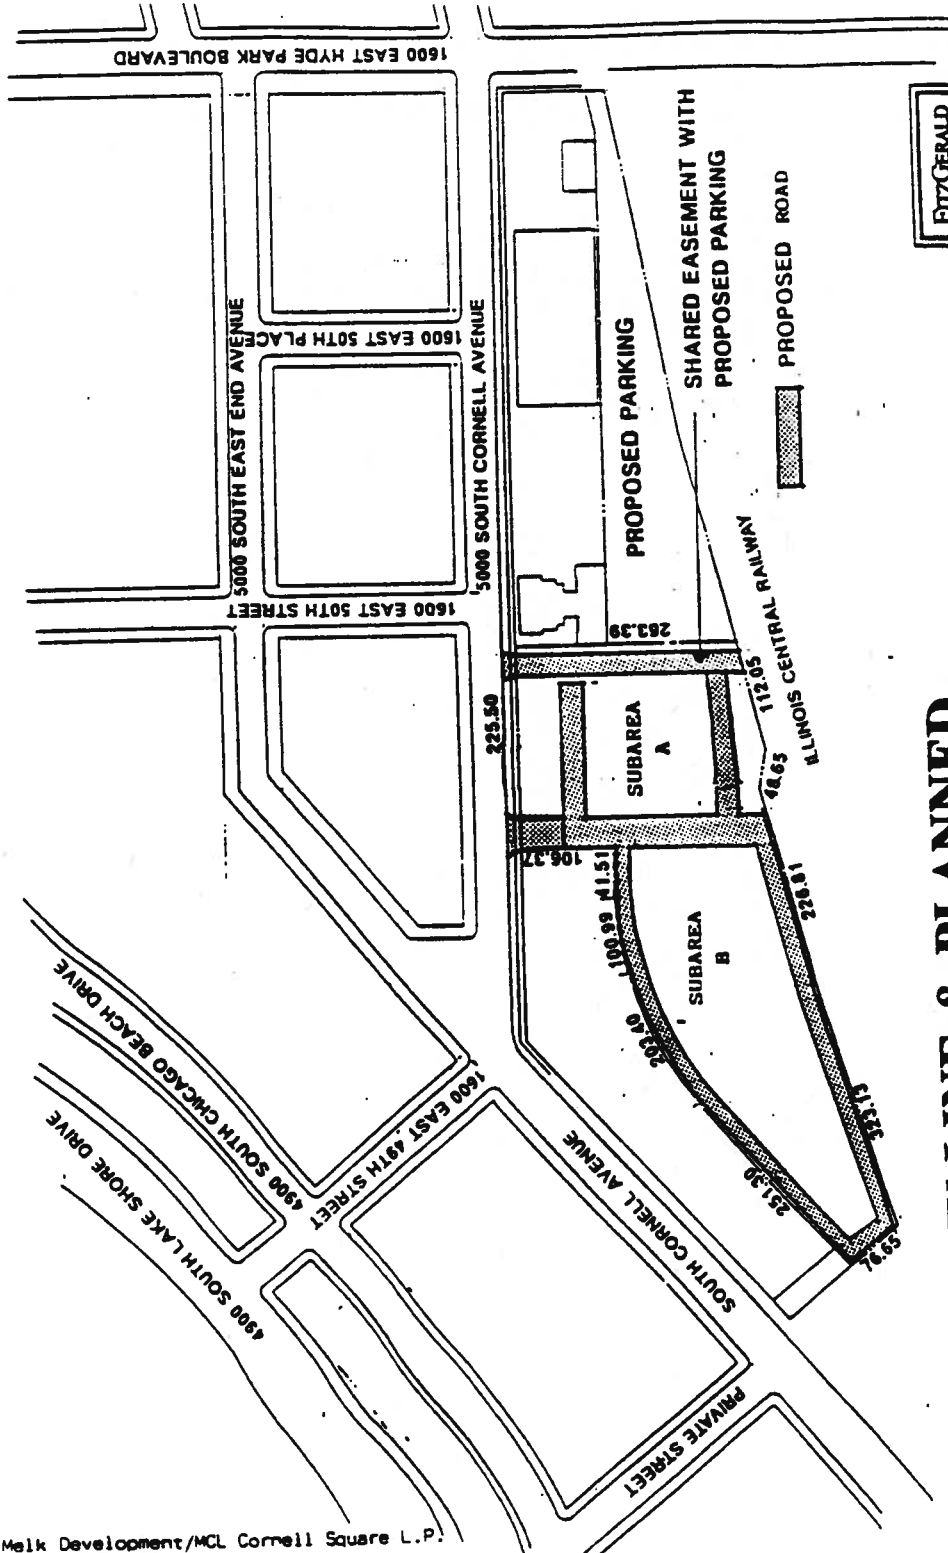 1600 EAST HYDE PARK BOULEVARD
5000 SOUTH EAST END AVENUE
1600 EAST 50TH PLACE
5000 SOUTH CORNELL AVENUE
1600 EAST 50TH STREET
PROPOSED PARKING
SHARED EASEMENT WITH
PROPOSED PARKING
PROPOSED ROAD
FITZGERALD
263.39
225.50
112.05
ILLINOIS CENTRAL RAILWAY
48.65
SUBAREA
A
106.37
41.51
100.99
SUBAREA
B
203.40
226.81
251.30
323.13
76.65
4900 SOUTH CHICAGO BEACH DRIVE
4900 SOUTH LAKE SHORE DRIVE
1600 EAST 49TH STREET
SOUTH CORNELL AVENUE
PRIVATE STREET
& PLANNED
Melk Development/MCL Cornell Square L.P.